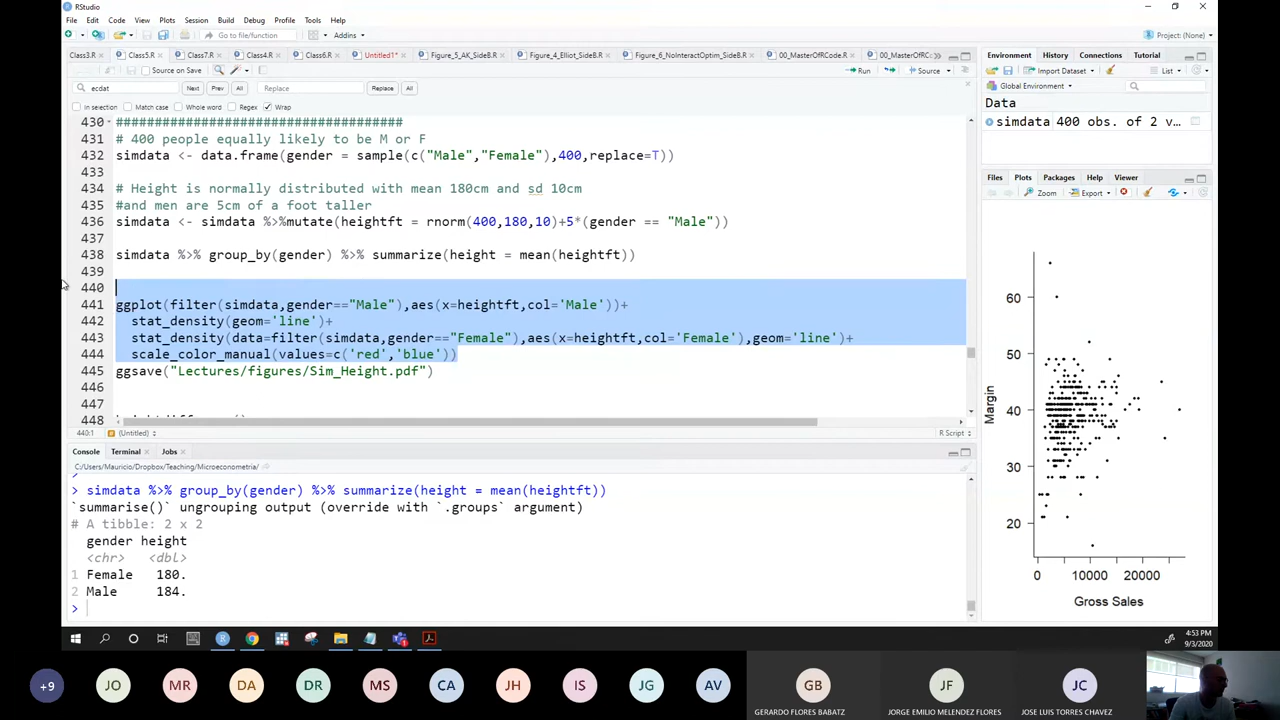 RStudio
File Edit Code View Plots Session Build Debug Profile Tools Help
Go to file/function Addins Project: (None)
Class3.R Class5.R Class7.R Class4.R Class6.R Untitled1* Figure_5_AK_SideB.R Figure_4_Elliot_SideB.R Figure_6_NoInteractOptim_SideB.R 00_MasterOfRCode.R 00_MasterOfRCc
Source on Save Run Source
ecdat Next Prev All Replace Replace All
In selection Match case Whole word Regex Wrap
430 ####################################
431 # 400 people equally likely to be M or F
432 simdata <- data.frame(gender = sample(c("Male","Female"),400,replace=T))
433
434 # Height is normally distributed with mean 180cm and sd 10cm
435 #and men are 5cm of a foot taller
436 simdata <- simdata %>%mutate(heightft = rnorm(400,180,10)+5*(gender == "Male"))
437
438 simdata %>% group_by(gender) %>% summarize(height = mean(heightft))
439
440
441 ggplot(filter(simdata,gender=="Male"),aes(x=heightft,col='Male'))+
442 stat_density(geom='line')+
443 stat_density(data=filter(simdata,gender=="Female"),aes(x=heightft,col='Female'),geom='line')+
444 scale_color_manual(values=c('red','blue'))
445 ggsave("Lectures/figures/Sim_Height.pdf")
446
447
448
440:1 (Untitled) R Script
Console Terminal Jobs
C:/Users/Mauricio/Dropbox/Teaching/Microeconometria/
> simdata %>% group_by(gender) %>% summarize(height = mean(heightft))
`summarise()` ungrouping output (override with `.groups` argument)
# A tibble: 2 x 2
gender height
<chr> <dbl>
1 Female 180.
2 Male 184.
>
Environment History Connections Tutorial
Import Dataset List
Global Environment
Data
simdata 400 obs. of 2 v…
Files Plots Packages Help Viewer
Zoom Export
60
50
40
30
20
Margin
0 10000 20000
Gross Sales
4:53 PM
9/3/2020
+9 JO MR DA DR MS CA JH IS JG AV GB JF JC
GERARDO FLORES BABATZ JORGE EMILIO MELENDEZ FLORES JOSE LUIS TORRES CHAVEZ